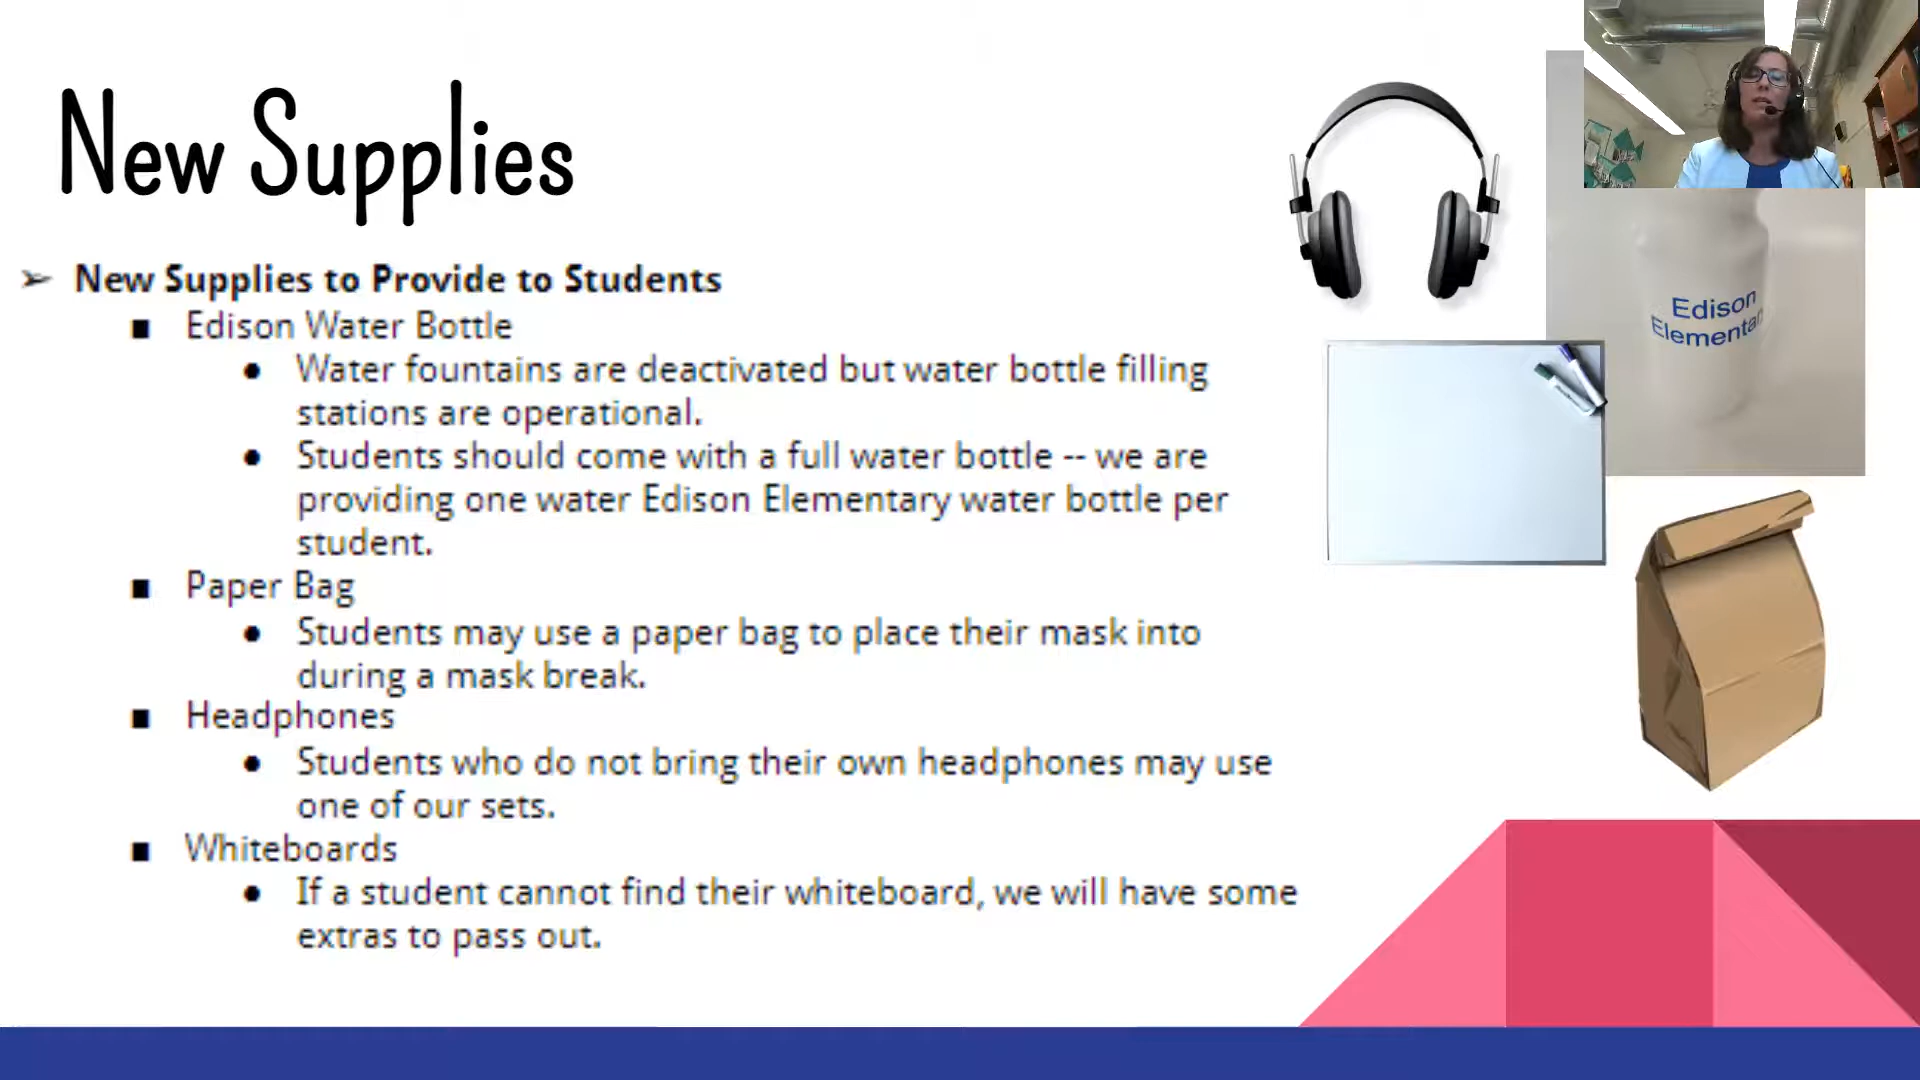 New Supplies
➢ New Supplies to Provide to Students
■ Edison Water Bottle
● Water fountains are deactivated but water bottle filling
stations are operational.
● Students should come with a full water bottle -- we are
providing one water Edison Elementary water bottle per
student.
■ Paper Bag
● Students may use a paper bag to place their mask into
during a mask break.
■ Headphones
● Students who do not bring their own headphones may use
one of our sets.
■ Whiteboards
● If a student cannot find their whiteboard, we will have some
extras to pass out.
Edison
Elementar